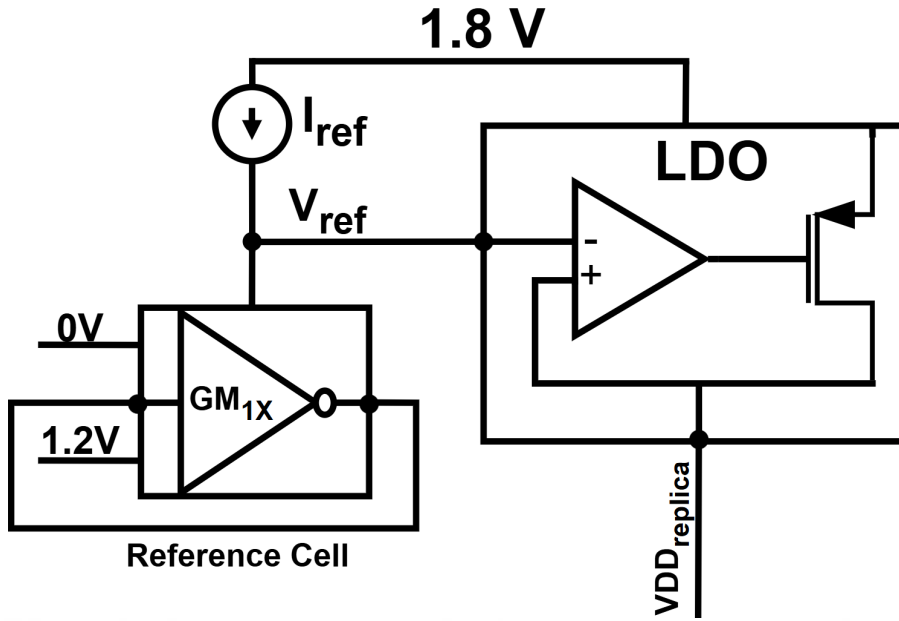 1.8 V
Iref
LDO
Vref
-
+
0V
GM1X
1.2V
Reference Cell
VDDreplica